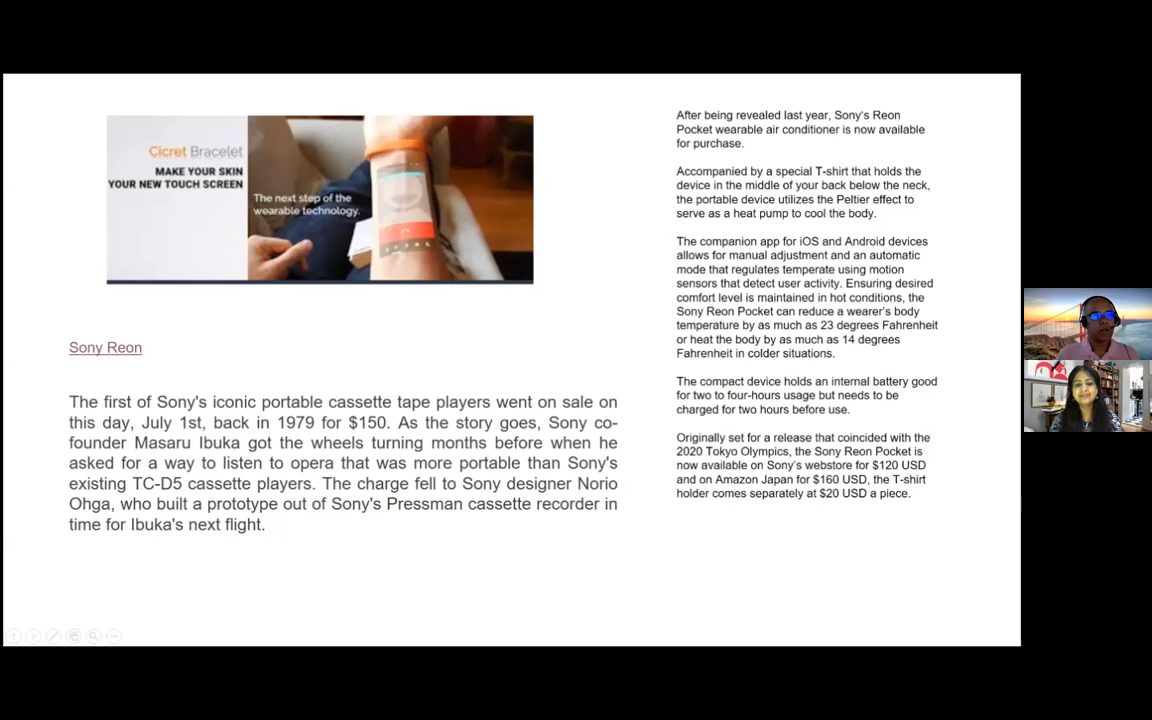 Cicret Bracelet
MAKE YOUR SKIN
YOUR NEW TOUCH SCREEN
The next step of the
wearable technology.
Sony Reon
The first of Sony's iconic portable cassette tape players went on sale on
this day, July 1st, back in 1979 for $150. As the story goes, Sony co-
founder Masaru Ibuka got the wheels turning months before when he
asked for a way to listen to opera that was more portable than Sony's
existing TC-D5 cassette players. The charge fell to Sony designer Norio
Ohga, who built a prototype out of Sony's Pressman cassette recorder in
time for Ibuka's next flight.
After being revealed last year, Sony's Reon
Pocket wearable air conditioner is now available
for purchase.
Accompanied by a special T-shirt that holds the
device in the middle of your back below the neck,
the portable device utilizes the Peltier effect to
serve as a heat pump to cool the body.
The companion app for iOS and Android devices
allows for manual adjustment and an automatic
mode that regulates temperate using motion
sensors that detect user activity. Ensuring desired
comfort level is maintained in hot conditions, the
Sony Reon Pocket can reduce a wearer's body
temperature by as much as 23 degrees Fahrenheit
or heat the body by as much as 14 degrees
Fahrenheit in colder situations.
The compact device holds an internal battery good
for two to four-hours usage but needs to be
charged for two hours before use.
Originally set for a release that coincided with the
2020 Tokyo Olympics, the Sony Reon Pocket is
now available on Sony's webstore for $120 USD
and on Amazon Japan for $160 USD, the T-shirt
holder comes separately at $20 USD a piece.